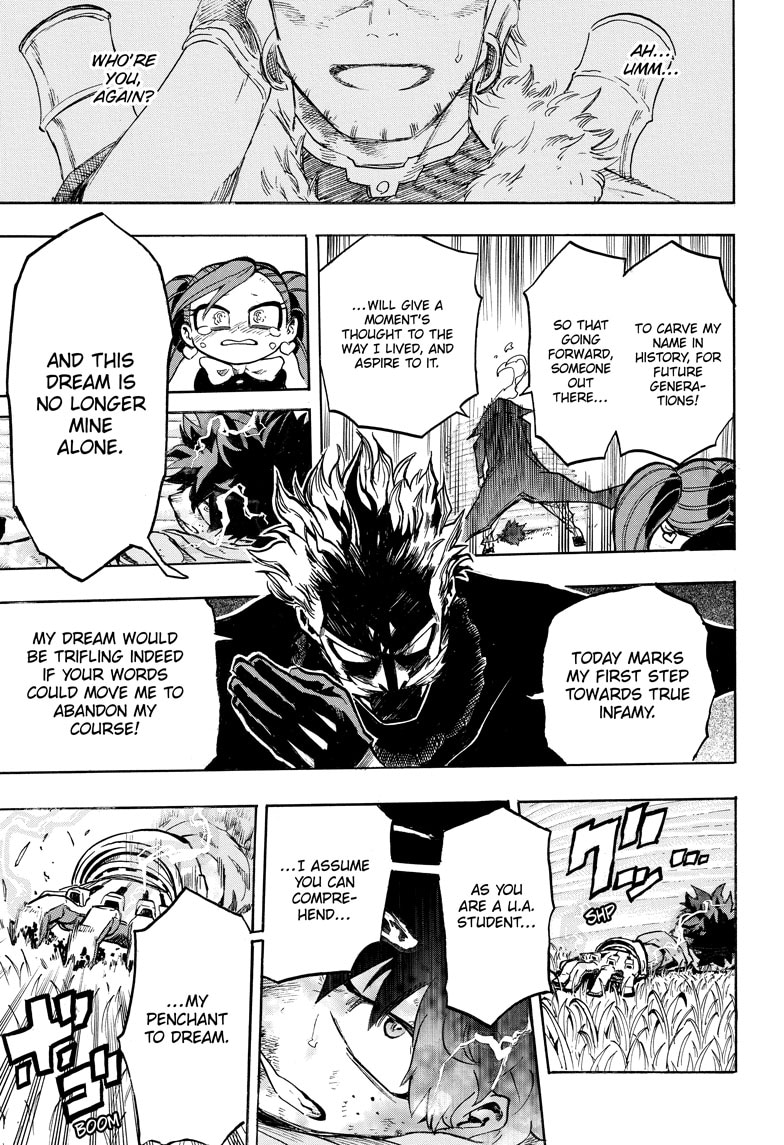 AH...
UMM...
WHO'RE
YOU,
AGAIN?
TO CARVE MY
NAME IN
HISTORY, FOR
FUTURE
GENERA-
TIONS!
SO THAT
GOING
FORWARD,
SOMEONE
OUT
THERE...
...WILL GIVE A
MOMENT'S
THOUGHT TO THE
WAY I LIVED, AND
ASPIRE TO IT.
AND THIS
DREAM IS
NO LONGER
MINE
ALONE.
TODAY MARKS
MY FIRST STEP
TOWARDS TRUE
INFAMY.
MY DREAM WOULD
BE TRIFLING INDEED
IF YOUR WORDS
COULD MOVE ME TO
ABANDON MY
COURSE!
グッ...
SHP
AS YOU
ARE A U.A.
STUDENT...
...I ASSUME
YOU CAN
COMPRE-
HEND...
...MY
PENCHANT
TO DREAM.
BOOM